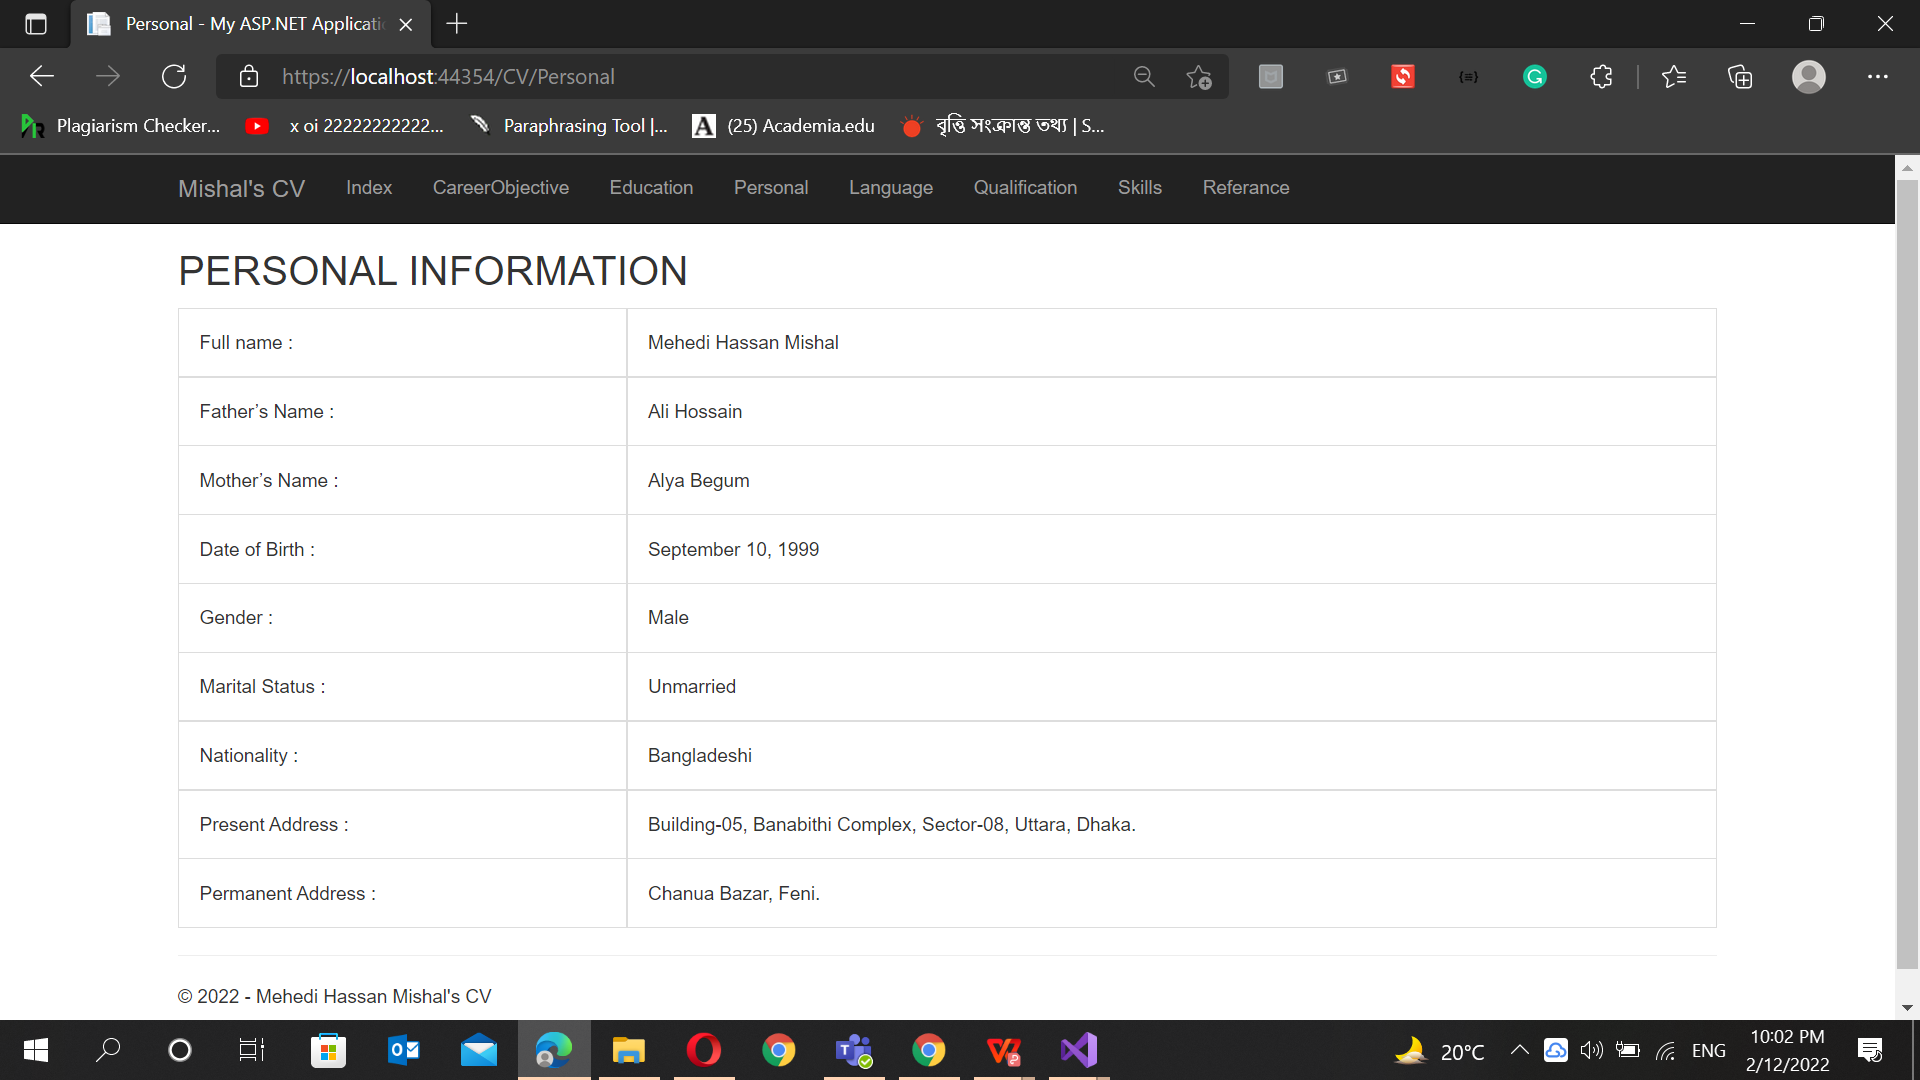 Personal - My ASP.NET Applicati
https://localhost:44354/CV/Personal
Plagiarism Checker... x oi 22222222222... Paraphrasing Tool |... A (25) Academia.edu বৃত্তি সংক্রান্ত তথ্য | S...
Mishal's CV Index CareerObjective Education Personal Language Qualification Skills Referance
PERSONAL INFORMATION
Full name : Mehedi Hassan Mishal
Father’s Name : Ali Hossain
Mother’s Name : Alya Begum
Date of Birth : September 10, 1999
Gender : Male
Marital Status : Unmarried
Nationality : Bangladeshi
Present Address : Building-05, Banabithi Complex, Sector-08, Uttara, Dhaka.
Permanent Address : Chanua Bazar, Feni.
© 2022 - Mehedi Hassan Mishal's CV
20°C ENG 10:02 PM
2/12/2022